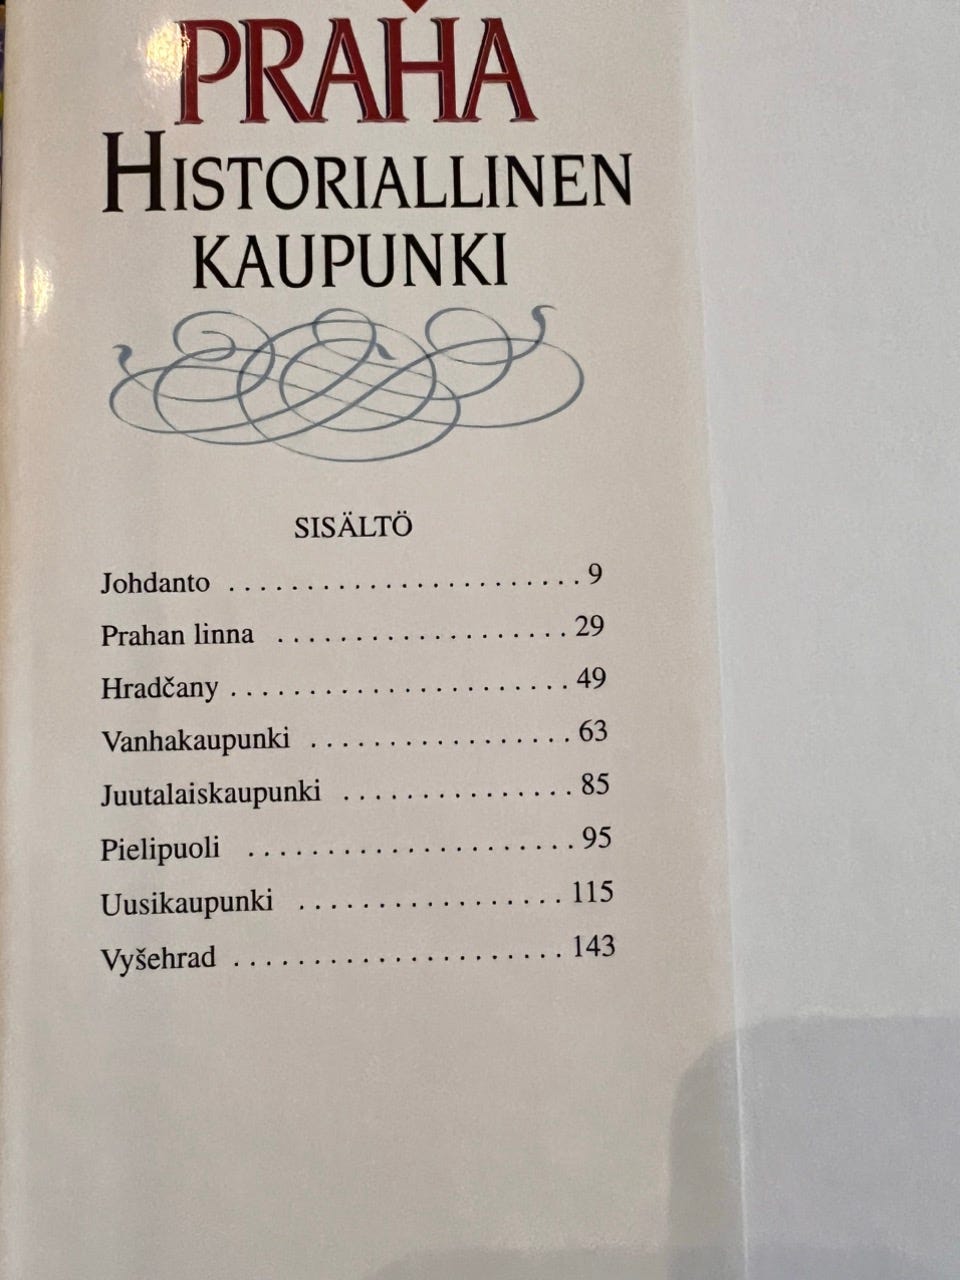 PRAHA
HISTORIALLINEN
KAUPUNKI
SISÄLTÖ
Johdanto . . . . . . . . . . . . . . . . . . . . . . . 9
Prahan linna . . . . . . . . . . . . . . . . . . . 29
Hradčany . . . . . . . . . . . . . . . . . . . . . . 49
Vanhakaupunki . . . . . . . . . . . . . . . . . 63
Juutalaiskaupunki . . . . . . . . . . . . . . . 85
Pielipuoli . . . . . . . . . . . . . . . . . . . . . 95
Uusikaupunki . . . . . . . . . . . . . . . . . 115
Vyšehrad . . . . . . . . . . . . . . . . . . . . . 143